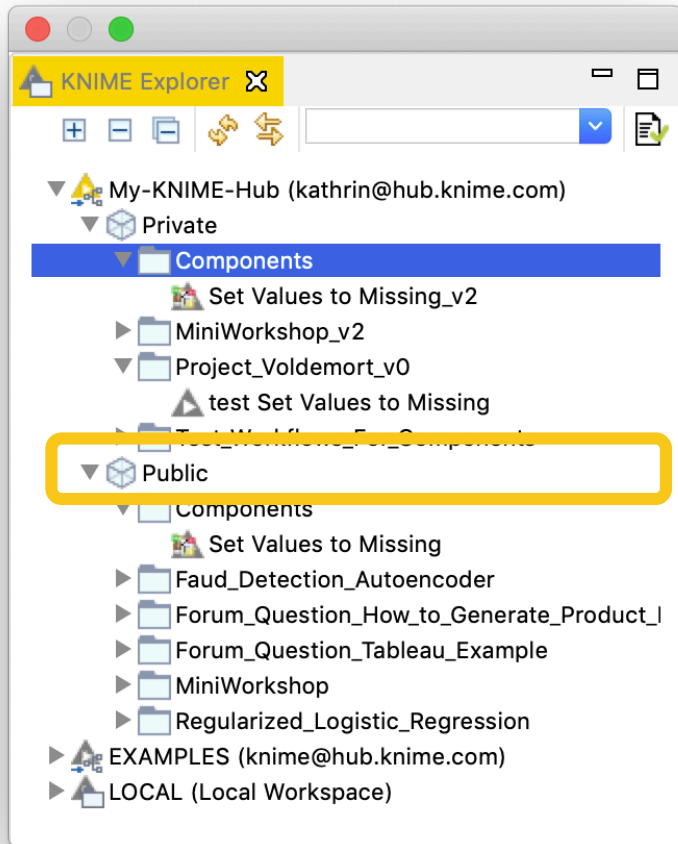 KNIME Explorer
My-KNIME-Hub (kathrin@hub.knime.com)
Private
Components
Set Values to Missing_v2
MiniWorkshop_v2
Project_Voldemort_v0
test Set Values to Missing
Test_Workflows_For_Components
Public
Components
Set Values to Missing
Faud_Detection_Autoencoder
Forum_Question_How_to_Generate_Product_
Forum_Question_Tableau_Example
MiniWorkshop
Regularized_Logistic_Regression
EXAMPLES (knime@hub.knime.com)
LOCAL (Local Workspace)